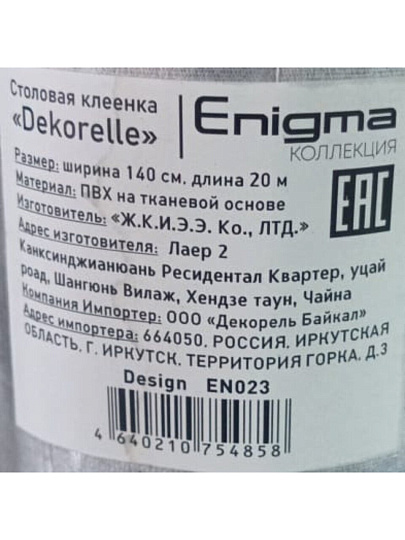 Столовая клеенка
«Dekorelle»
Enigma
КОЛЛЕКЦИЯ
Размер: ширина 140 см, длина 20 м
Материал: ПВХ на тканевой основе
Изготовитель: «Ж.К.И.Э.Э. Ко., ЛТД.»
Адрес изготовителя: Лаер 2
Канксинджианюань Ресидентал Квартер, уцай
роад, Шангюнь Вилаж, Хендзе таун, Чайна
Компания Импортер: ООО «Декорель Байкал»
Адрес импортера: 664050, РОССИЯ, ИРКУТСКАЯ
ОБЛАСТЬ, Г. ИРКУТСК, ТЕРРИТОРИЯ ГОРКА, Д.3
Design EN023
4 640210 754858
EAC